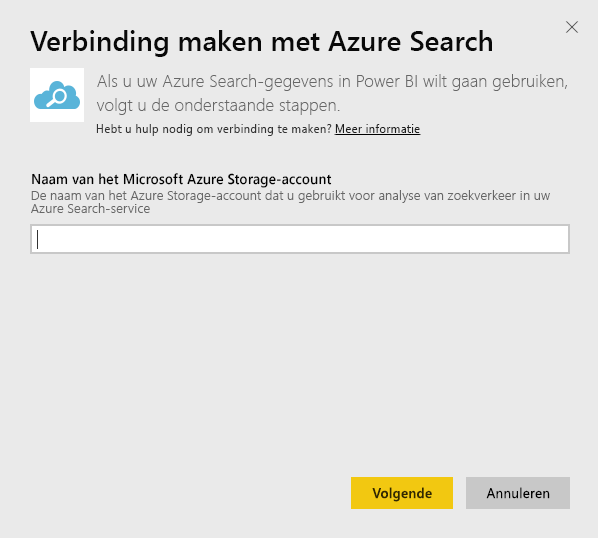 Verbinding maken met Azure Search
Als u uw Azure Search-gegevens in Power BI wilt gaan gebruiken,
volgt u de onderstaande stappen.
Hebt u hulp nodig om verbinding te maken? Meer informatie
Naam van het Microsoft Azure Storage-account
De naam van het Azure Storage-account dat u gebruikt voor analyse van zoekverkeer in uw
Azure Search-service
Volgende
Annuleren